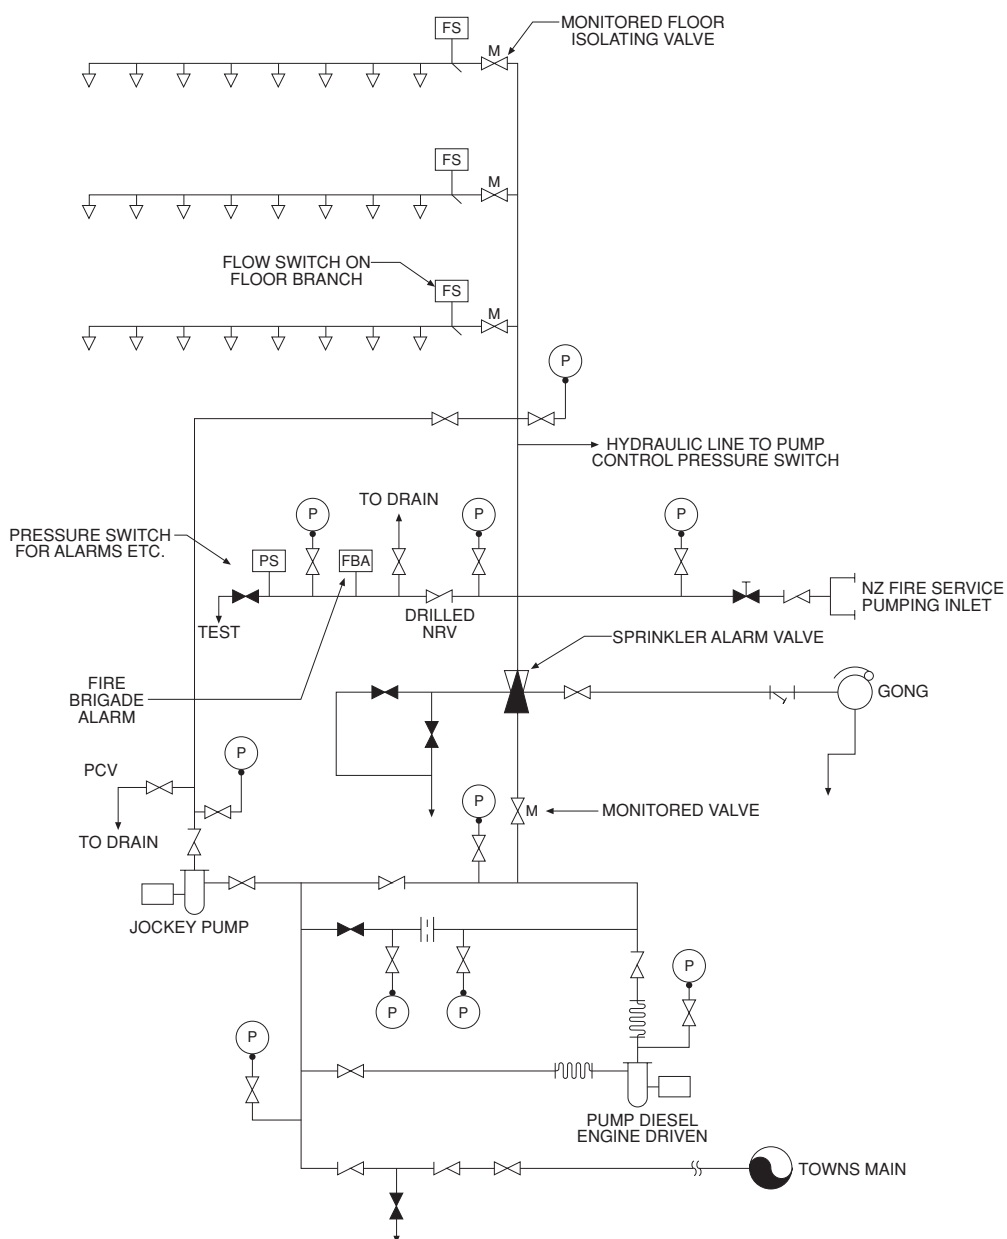 FS
MONITORED FLOOR
ISOLATING VALVE
M
FS
M
FLOW SWITCH ON
FLOOR BRANCH
FS
M
P
HYDRAULIC LINE TO PUMP
CONTROL PRESSURE SWITCH
TO DRAIN
P
P
P
PRESSURE SWITCH
FOR ALARMS ETC.
PS
FBA
NZ FIRE SERVICE
PUMPING INLET
TEST
DRILLED
NRV
SPRINKLER ALARM VALVE
FIRE
BRIGADE
ALARM
GONG
P
PCV
P
M
MONITORED VALVE
TO DRAIN
JOCKEY PUMP
P
P
P
P
PUMP DIESEL
ENGINE DRIVEN
TOWNS MAIN